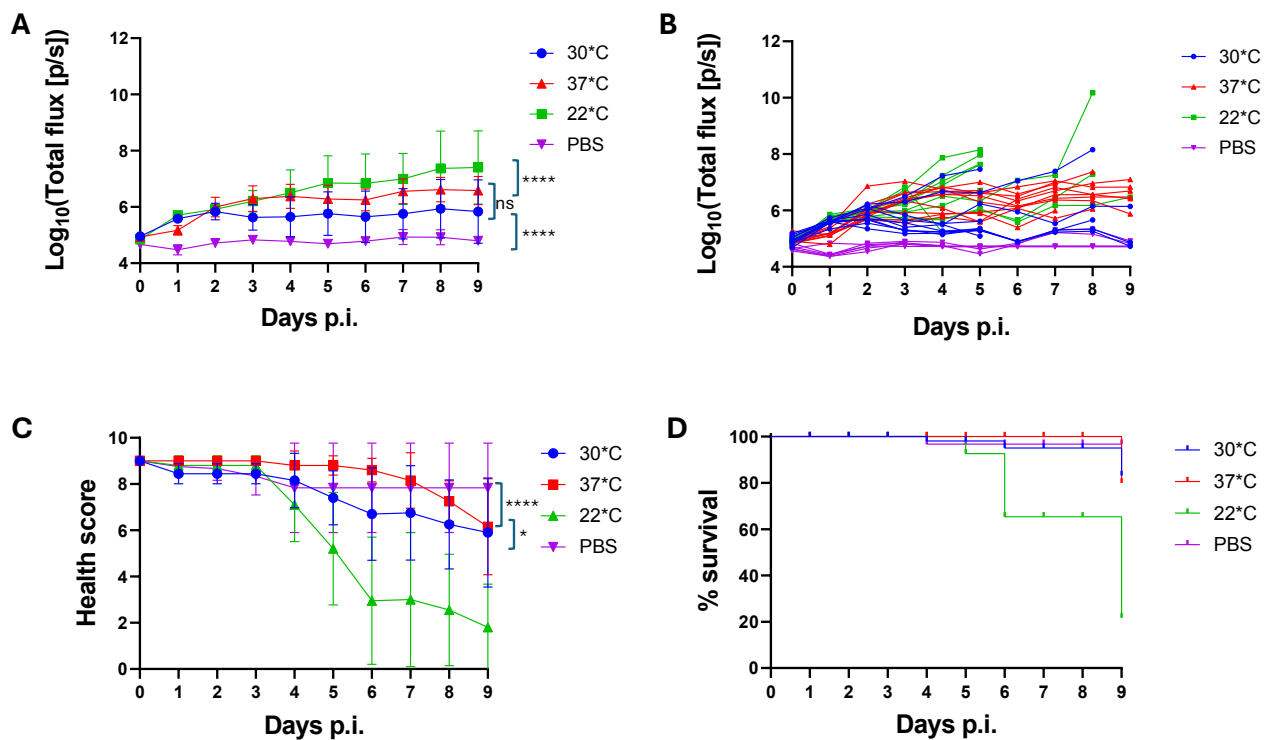 A
Log10(Total flux [p/s])
12
10
8
6
4
0 1 2 3 4 5 6 7 8 9
Days p.i.
30*C
37*C
22*C
PBS
****
ns
****
B
Log10(Total flux [p/s])
12
10
8
6
4
0 1 2 3 4 5 6 7 8 9
Days p.i.
30*C
37*C
22*C
PBS
C
Health score
10
8
6
4
2
0
0 1 2 3 4 5 6 7 8 9
Days p.i.
30*C
37*C
22*C
PBS
****
*
D
% survival
100
80
60
40
20
0
0 1 2 3 4 5 6 7 8 9
Days p.i.
30*C
37*C
22*C
PBS